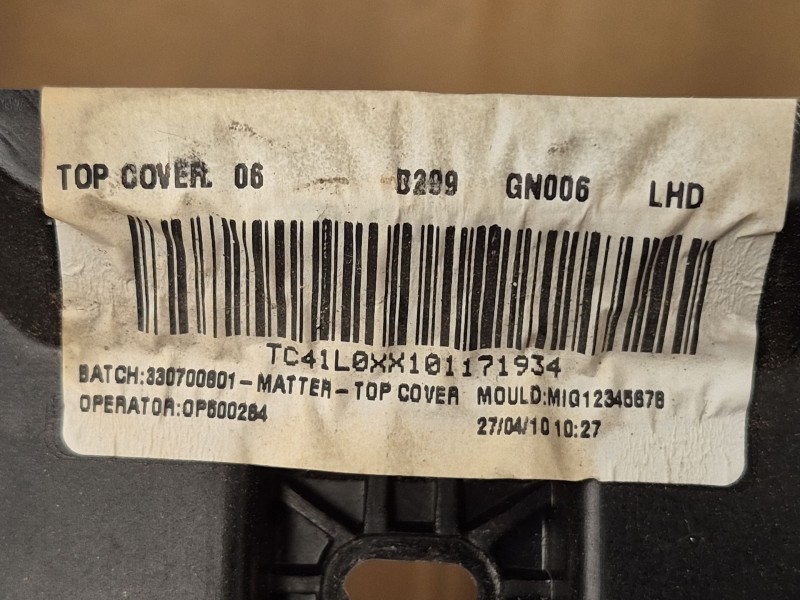 TOP COVER. 06 B299 GN006 LHD
TC41L0XX101171934
BATCH:330700601-MATTER-TOP COVER MOULD:MIG12345678
OPERATOR:OP500264 27/04/10 10:27